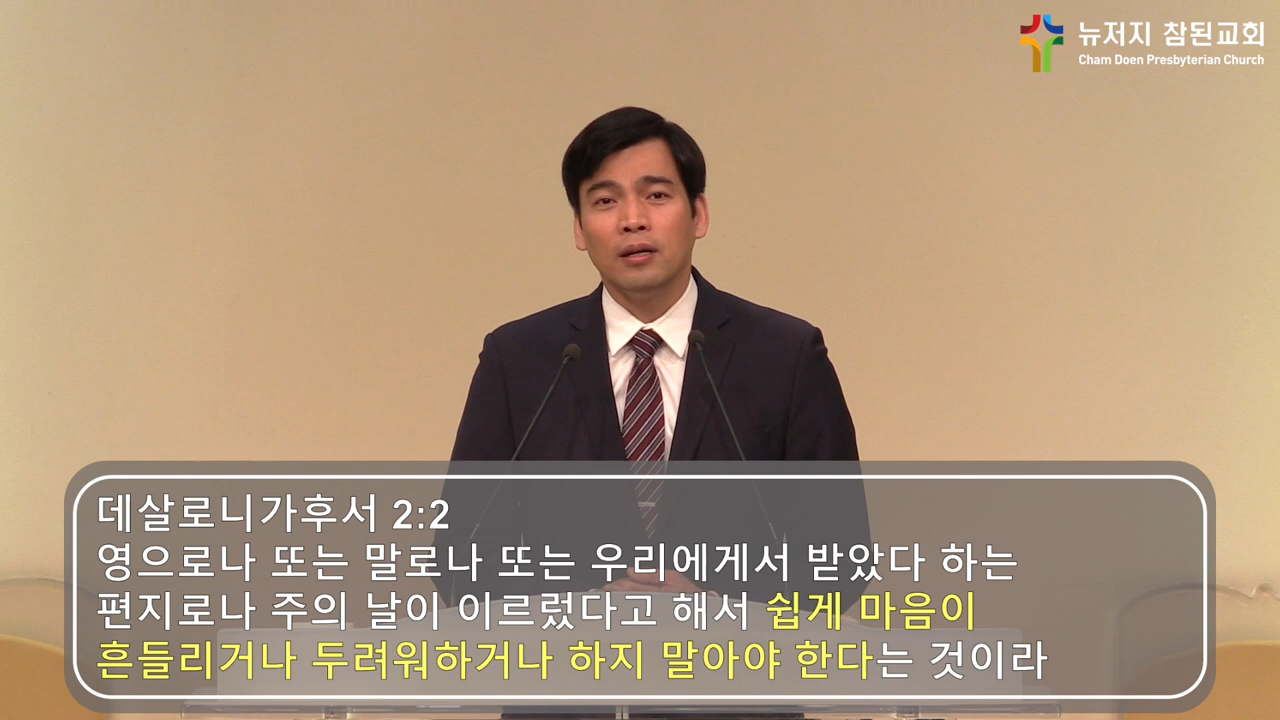 뉴저지 참된교회
Cham Doen Presbyterian Church
데살로니가후서 2:2
영으로나 또는 말로나 또는 우리에게서 받았다 하는
편지로나 주의 날이 이르렀다고 해서 쉽게 마음이
흔들리거나 두려워하거나 하지 말아야 한다는 것이라